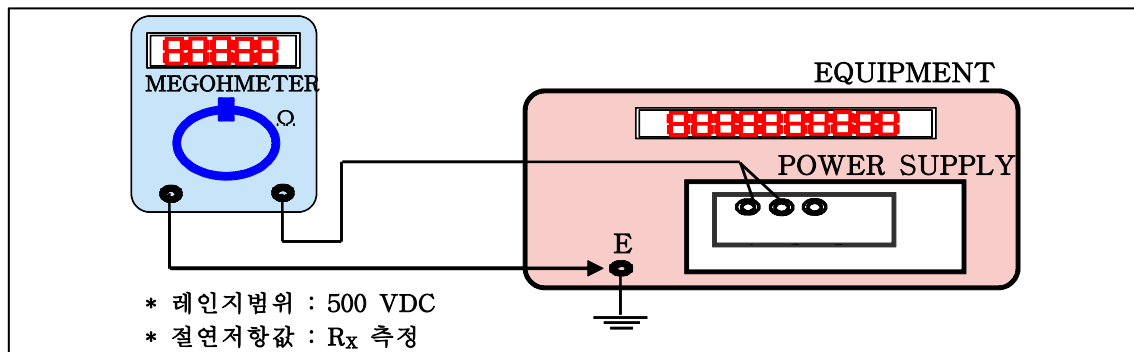 MEGOHMETER
Ω
EQUIPMENT
POWER SUPPLY
E
* 레인지범위 : 500 VDC
* 절연저항값 : RX 측정